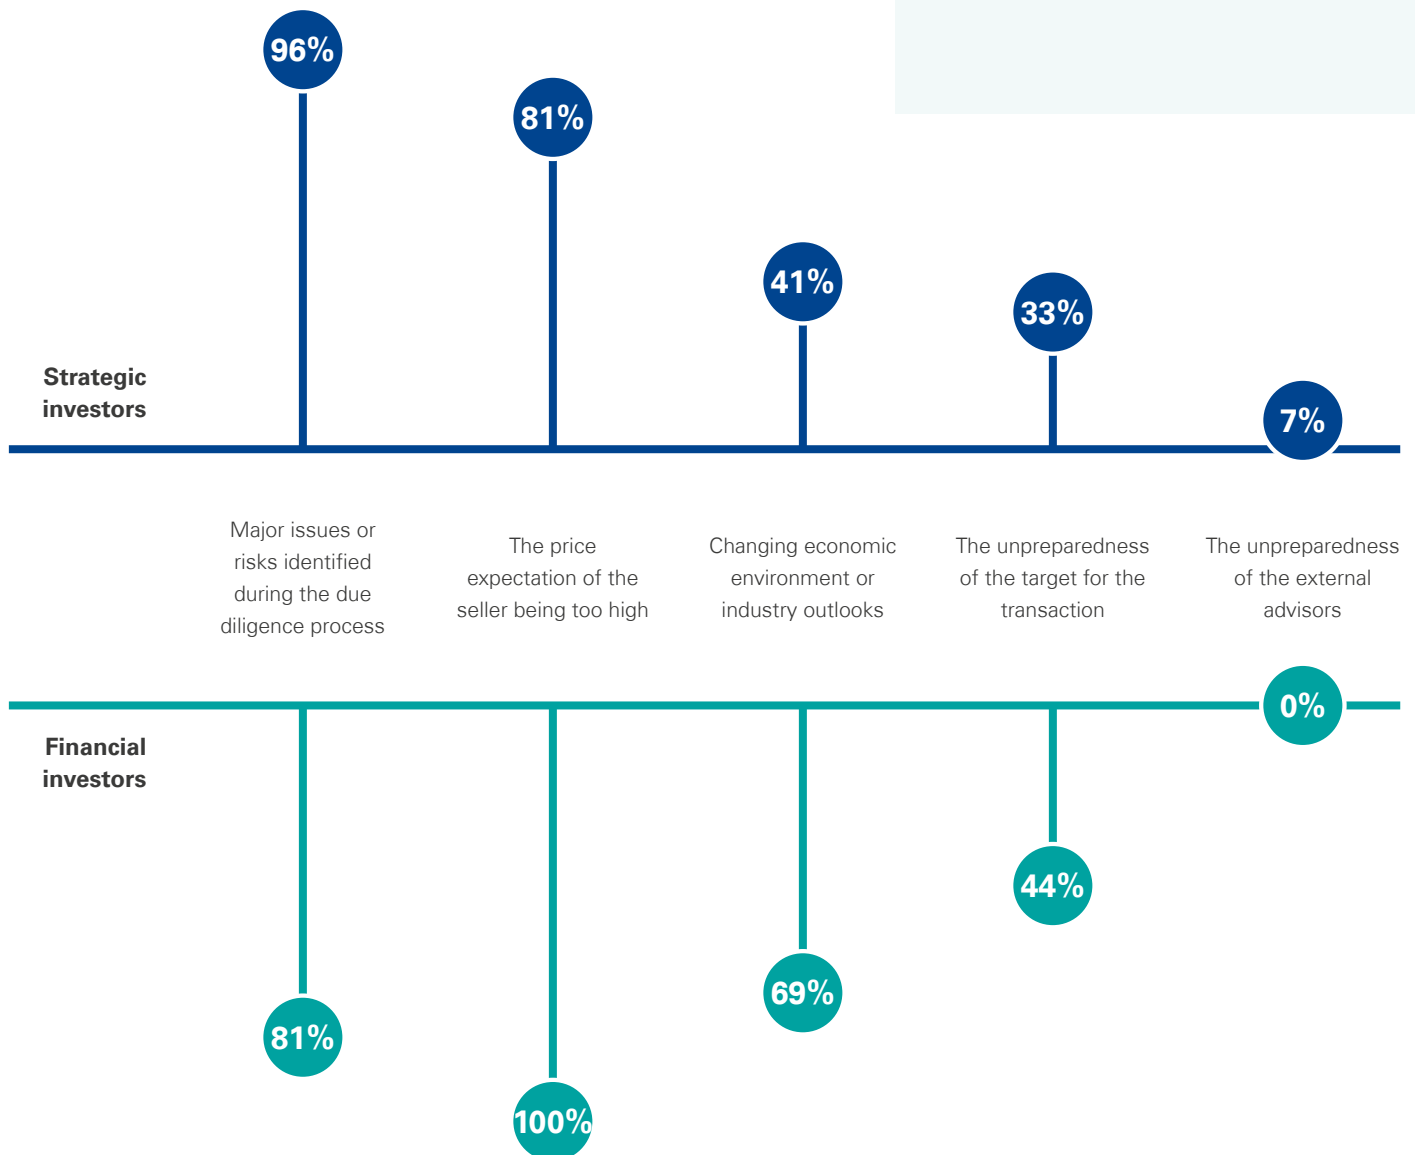 96%
81%
41%
33%
7%
Strategic
investors
Major issues or
risks identified
during the due
diligence process
The price
expectation of the
seller being too high
Changing economic
environment or
industry outlooks
The unpreparedness
of the target for the
transaction
The unpreparedness
of the external
advisors
Financial
investors
81%
100%
69%
44%
0%